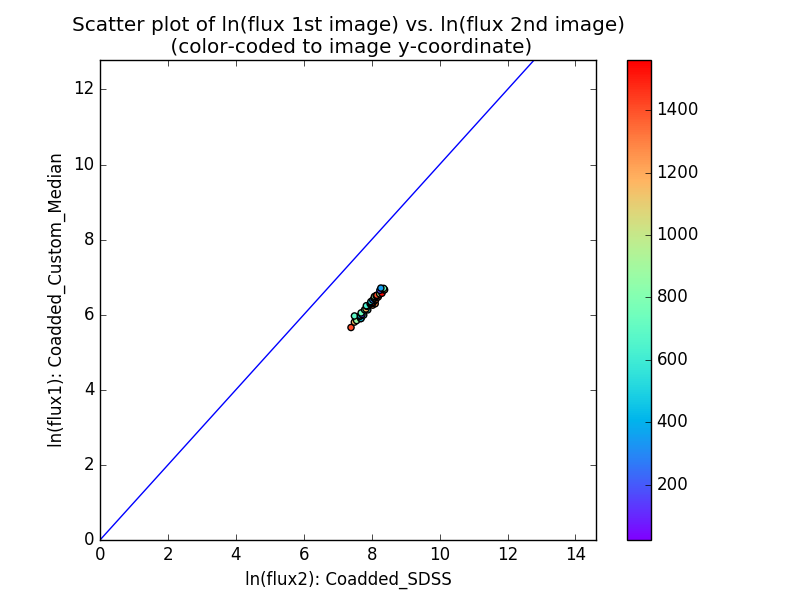 Scatter plot of ln(flux 1st image) vs. ln(flux 2nd image)
(color-coded to image y-coordinate)
12
10
8
6
4
2
0
ln(flux1): Coadded_Custom_Median
0 2 4 6 8 10 12 14
ln(flux2): Coadded_SDSS
1400
1200
1000
800
600
400
200